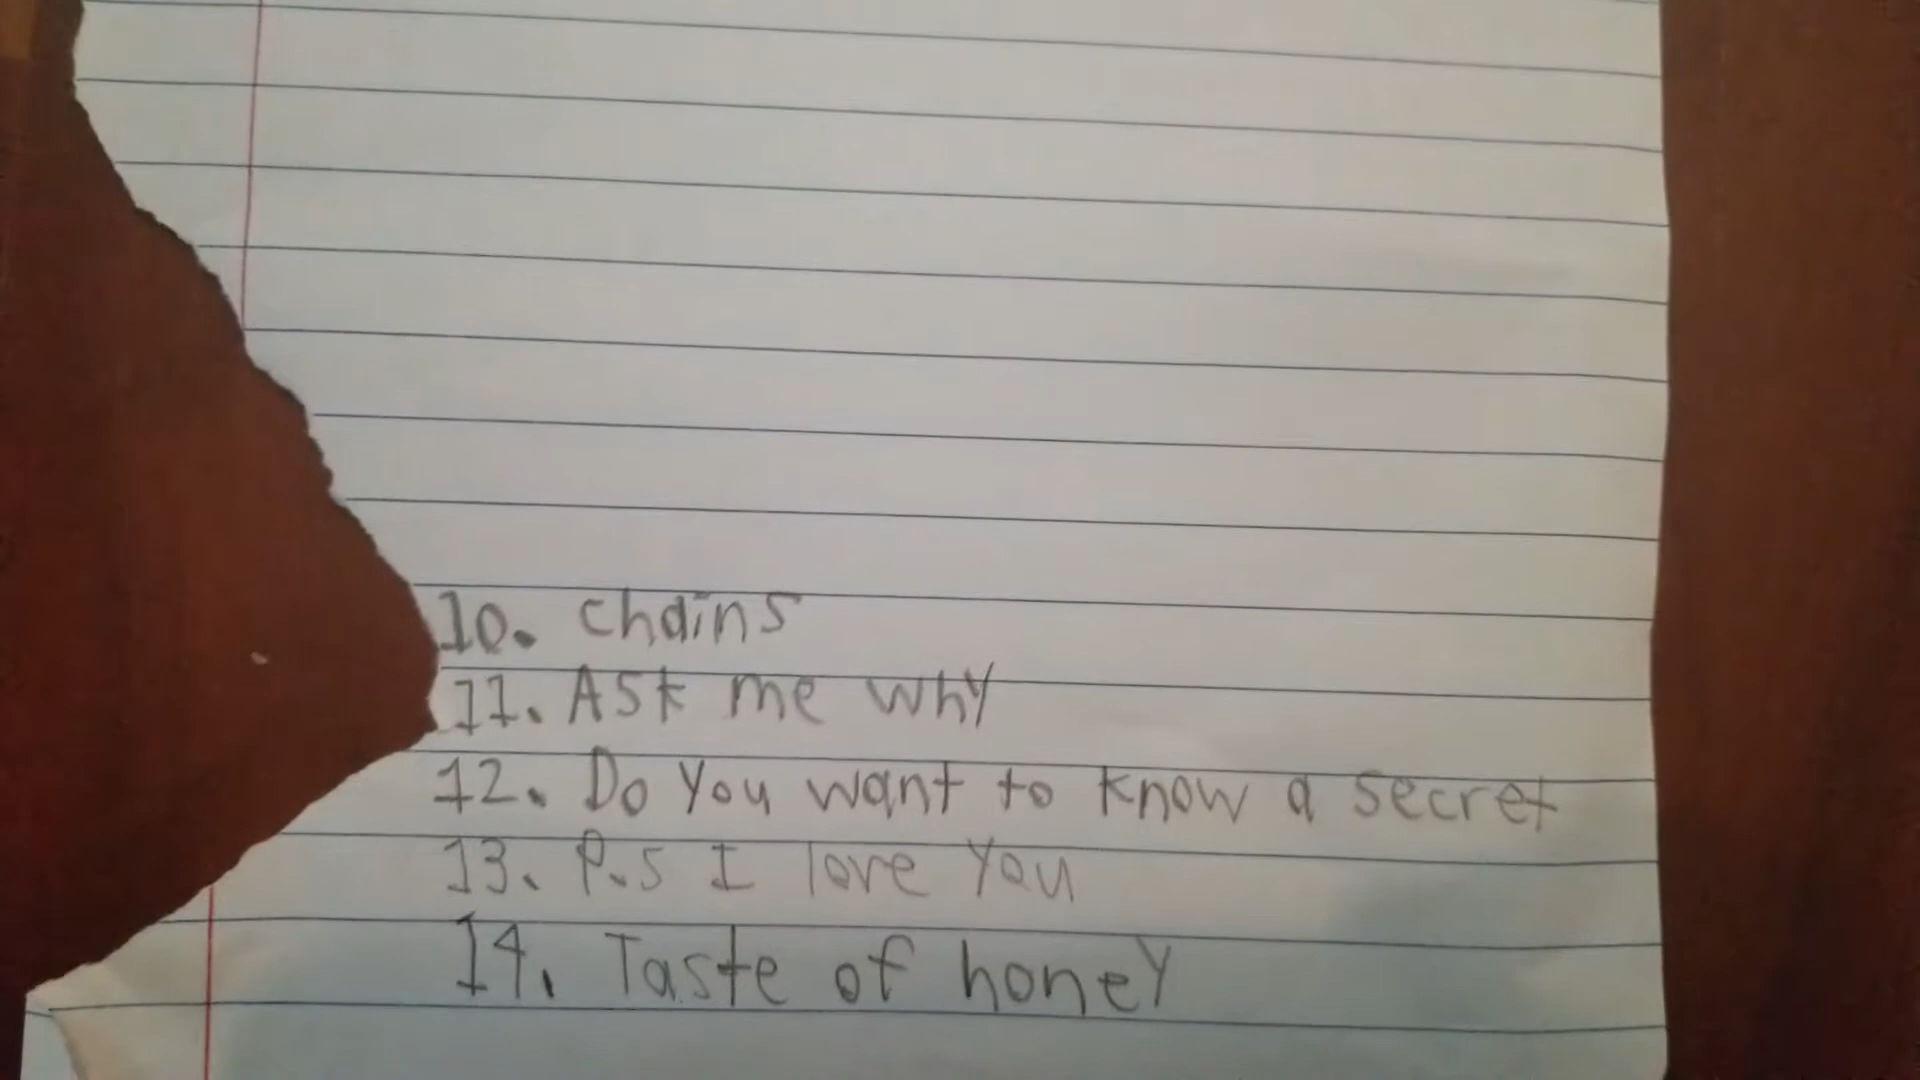 10. chains
11. Ask me why
12. Do you want to know a secret
13. P.s I love you
14. Taste of honey